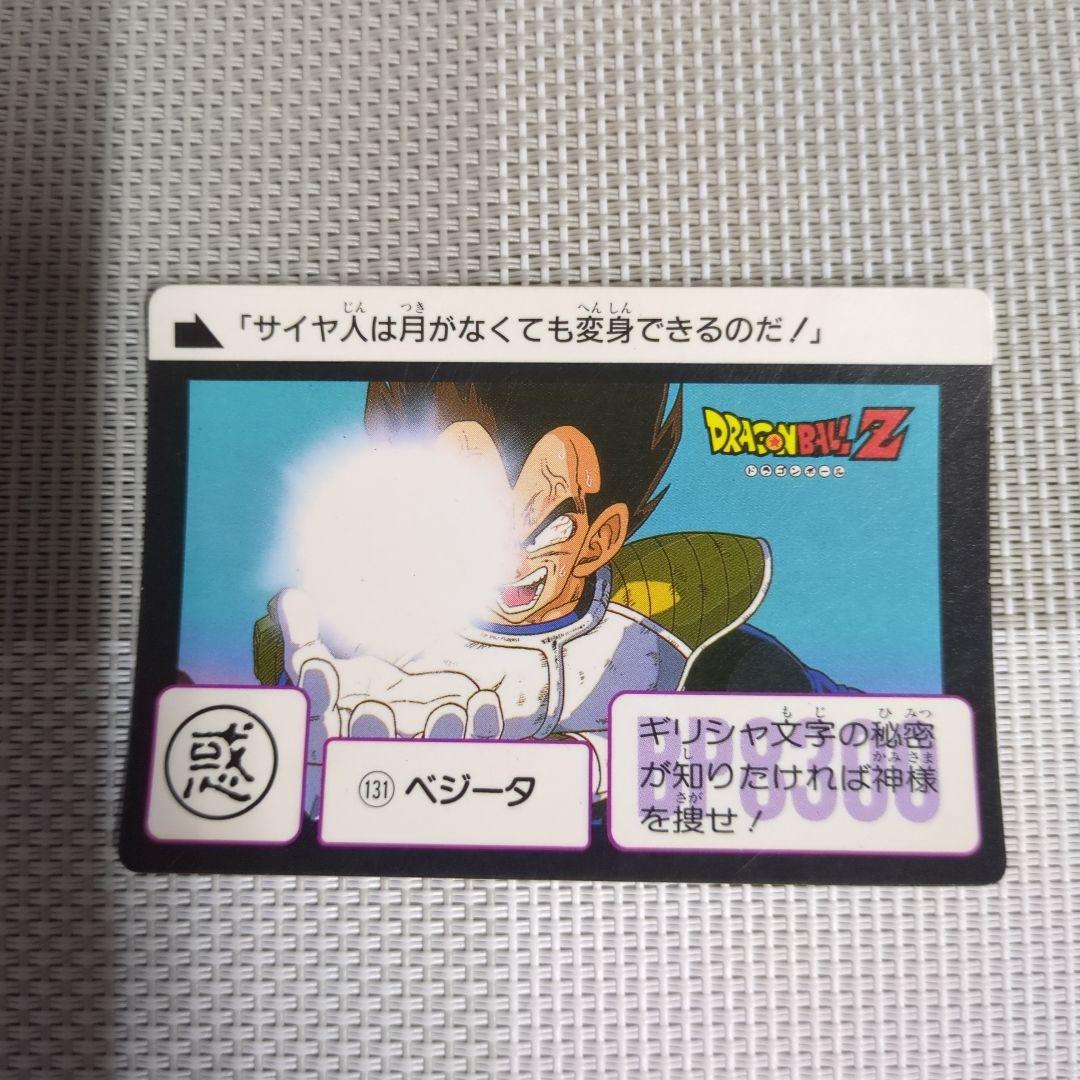 「サイヤ人は月がなくても変身できるのだ！」
DRAGONBALL Z
ドラゴンボール
惑
131 ベジータ
ギリシャ文字の秘密
が知りたければ神様
を捜せ！